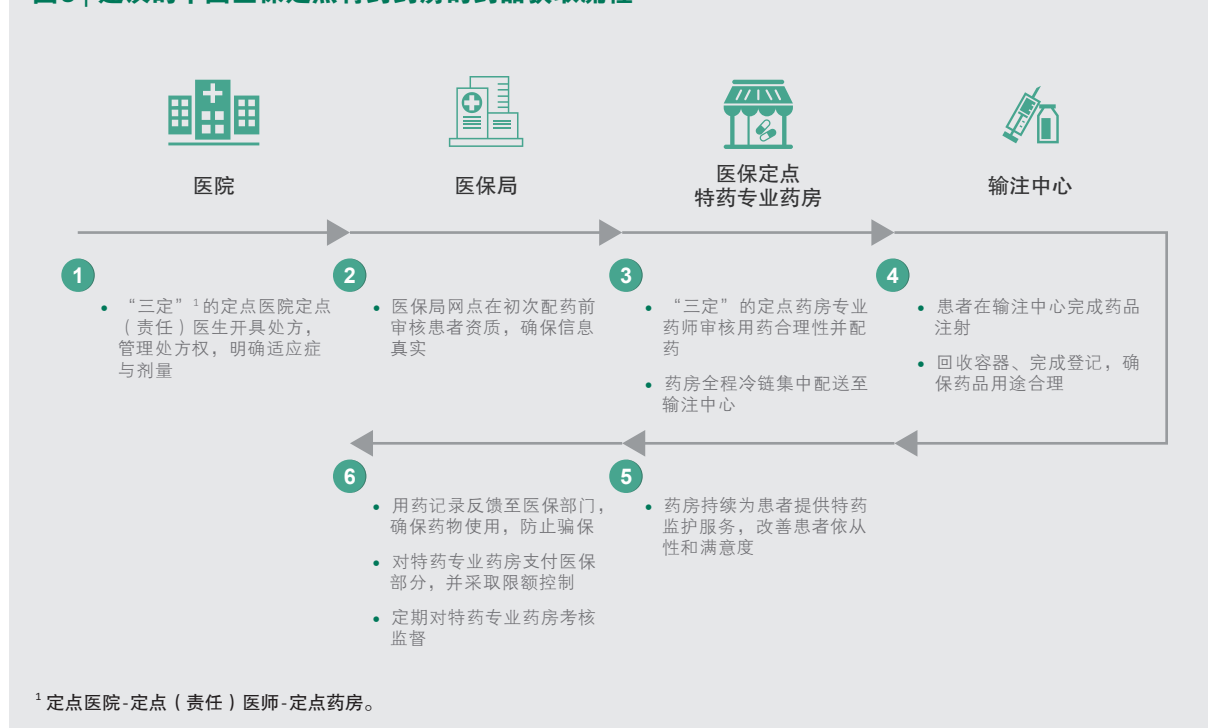 医院
医保局
医保定点
特药专业药房
输注中心
1
“三定”1的定点医院定点
（责任）医生开具处方，
管理处方权，明确适应症
与剂量
2
医保局网点在初次配药前
审核患者资质，确保信息
真实
3
“三定”的定点药房专业
药师审核用药合理性并配
药
药房全程冷链集中配送至
输注中心
4
患者在输注中心完成药品
注射
回收容器、完成登记，确
保药品用途合理
6
用药记录反馈至医保部门，
确保药物使用，防止骗保
对特药专业药房支付医保
部分，并采取限额控制
定期对特药专业药房考核
监督
5
药房持续为患者提供特药
监护服务，改善患者依从
性和满意度
1 定点医院-定点（责任）医师-定点药房。